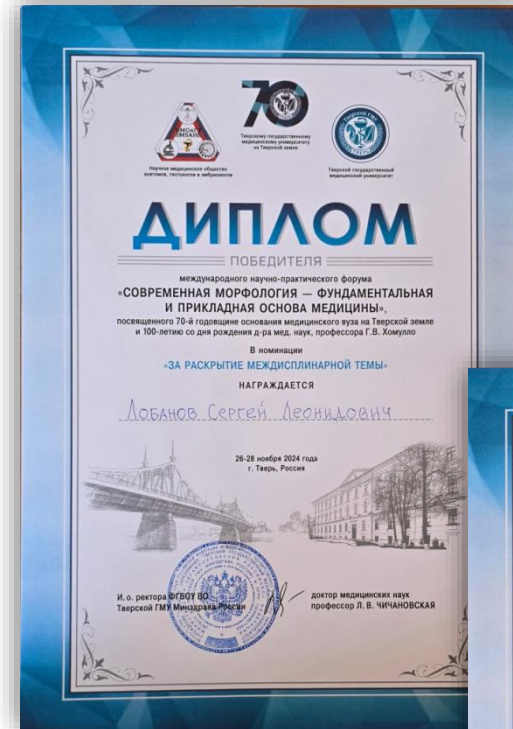 70
Тверскому государственному
медицинскому университету
на Тверской земле
Научное медицинское общество
анатомов, гистологов и эмбриологов
Тверской государственный
медицинский университет
ДИПЛОМ
ПОБЕДИТЕЛЯ
международного научно-практического форума
«СОВРЕМЕННАЯ МОРФОЛОГИЯ — ФУНДАМЕНТАЛЬНАЯ
И ПРИКЛАДНАЯ ОСНОВА МЕДИЦИНЫ»,
посвященного 70-й годовщине основания медицинского вуза на Тверской земле
и 100-летию со дня рождения д-ра мед. наук, профессора Г.В. Хомулло
В номинации
«ЗА РАСКРЫТИЕ МЕЖДИСПЛИНАРНОЙ ТЕМЫ»
НАГРАЖДАЕТСЯ
Лобанов Сергей Леонидович
26-28 ноября 2024 года
г. Тверь, Россия
И. о. ректора ФГБОУ ВО
Тверской ГМУ Минздрава России
доктор медицинских наук
профессор Л. В. ЧИЧАНОВСКАЯ